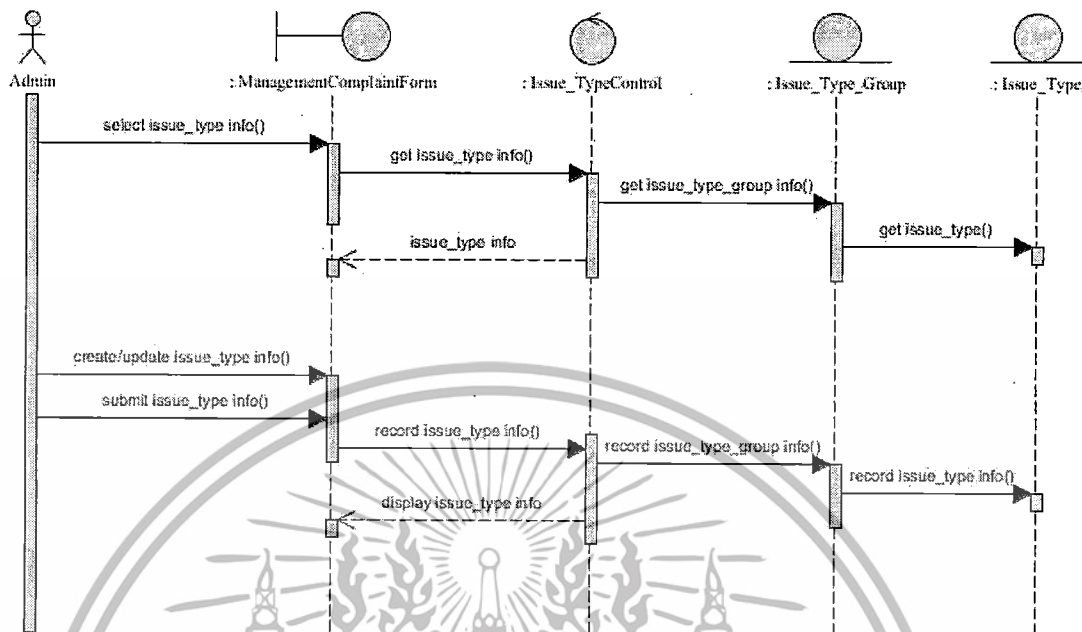 Admin
: ManagementComplaintForm
: Issue_TypeControl
: Issue_Type_Group
: Issue_Type
select issue_type info()
get issue_type info()
get issue_type_group info()
get issue_type()
issue_type info
create/update issue_type info()
submit issue_type info()
record issue_type info()
record issue_type_group info()
record issue_type info()
display issue_type info